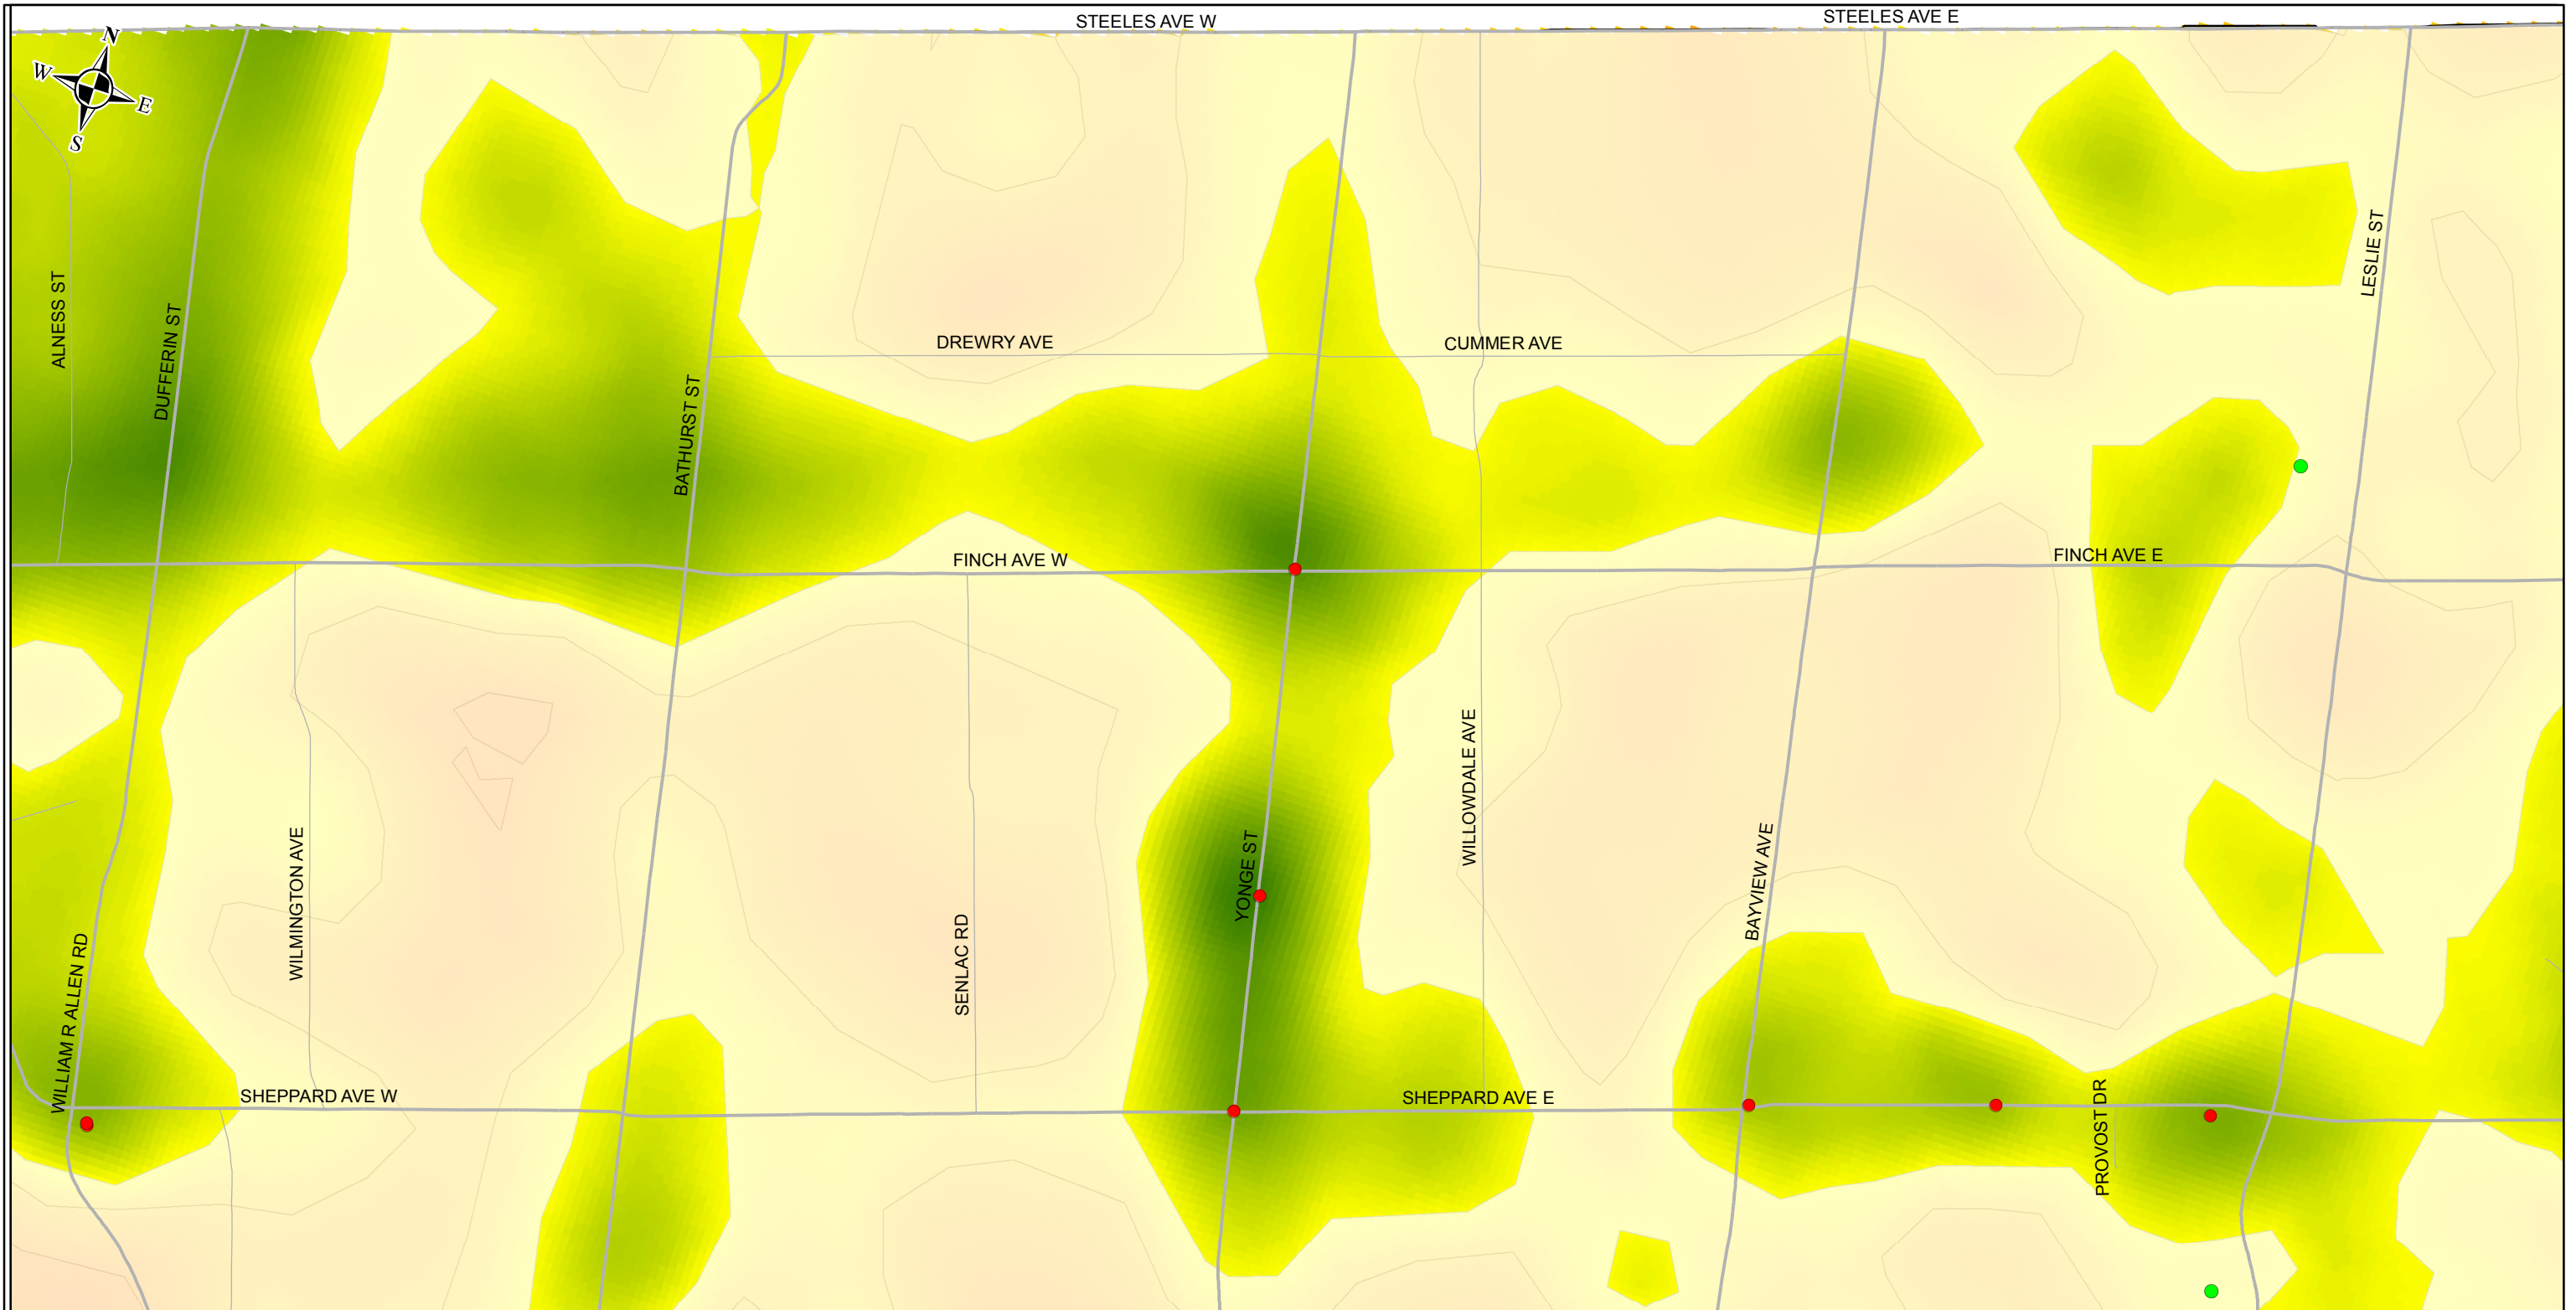 STEELES AVE W
STEELES AVE E
N
W
E
S
ALNESS ST
DUFFERIN ST
BATHURST ST
DREWRY AVE
CUMMER AVE
LESLIE ST
FINCH AVE W
FINCH AVE E
WILLOWDALE AVE
YONGE ST
BAYVIEW AVE
WILMINGTON AVE
SENLAC RD
WILLIAM R ALLEN RD
SHEPPARD AVE W
SHEPPARD AVE E
PROVOST DR